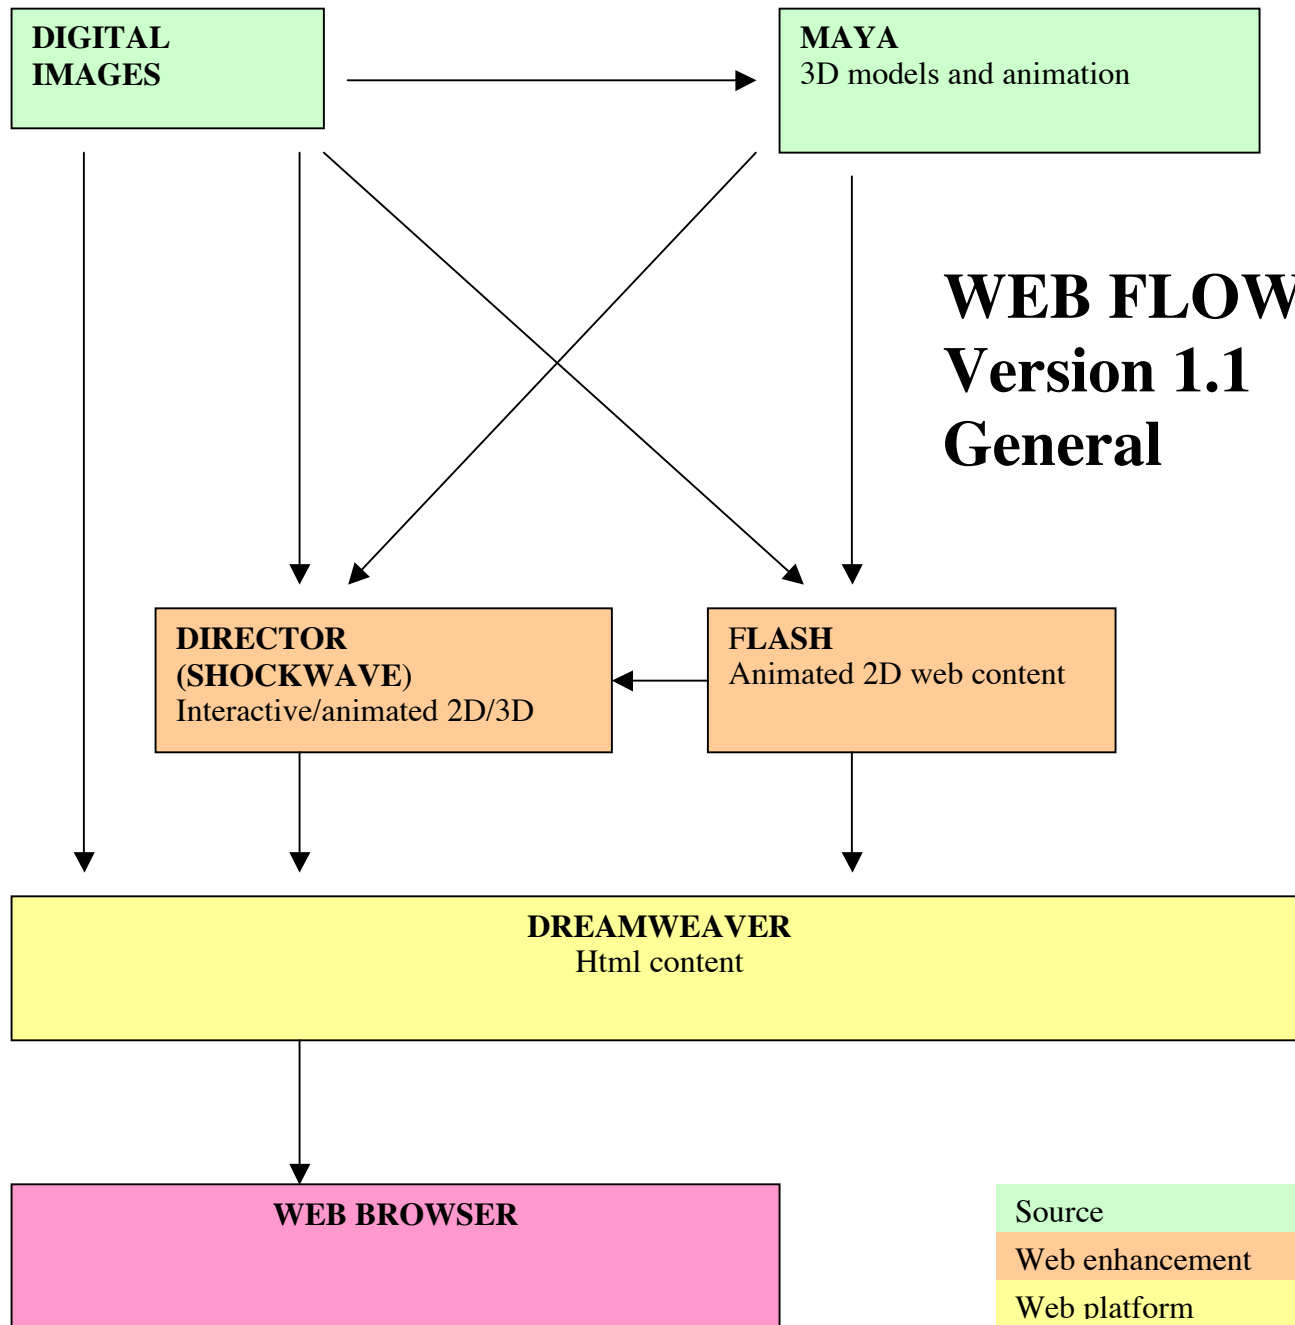 DIGITAL
IMAGES
MAYA
3D models and animation
WEB FLOW
Version 1.1
General
DIRECTOR
(SHOCKWAVE)
Interactive/animated 2D/3D
FLASH
Animated 2D web content
DREAMWEAVER
Html content
WEB BROWSER
Source
Web enhancement
Web platform